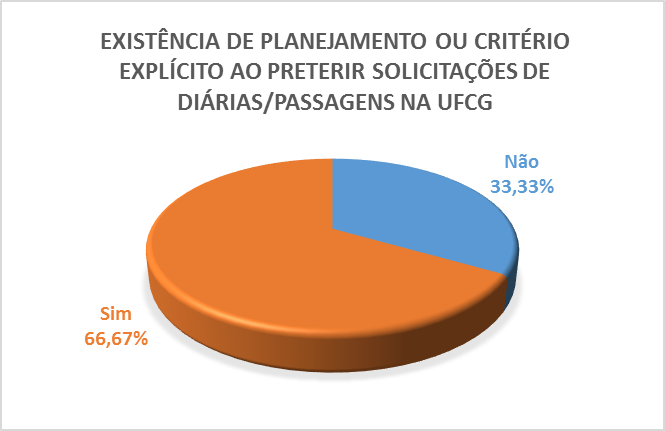 EXISTÊNCIA DE PLANEJAMENTO OU CRITÉRIO
EXPLÍCITO AO PRETERIR SOLICITAÇÕES DE
DIÁRIAS/PASSAGENS NA UFCG
Não
33,33%
Sim
66,67%